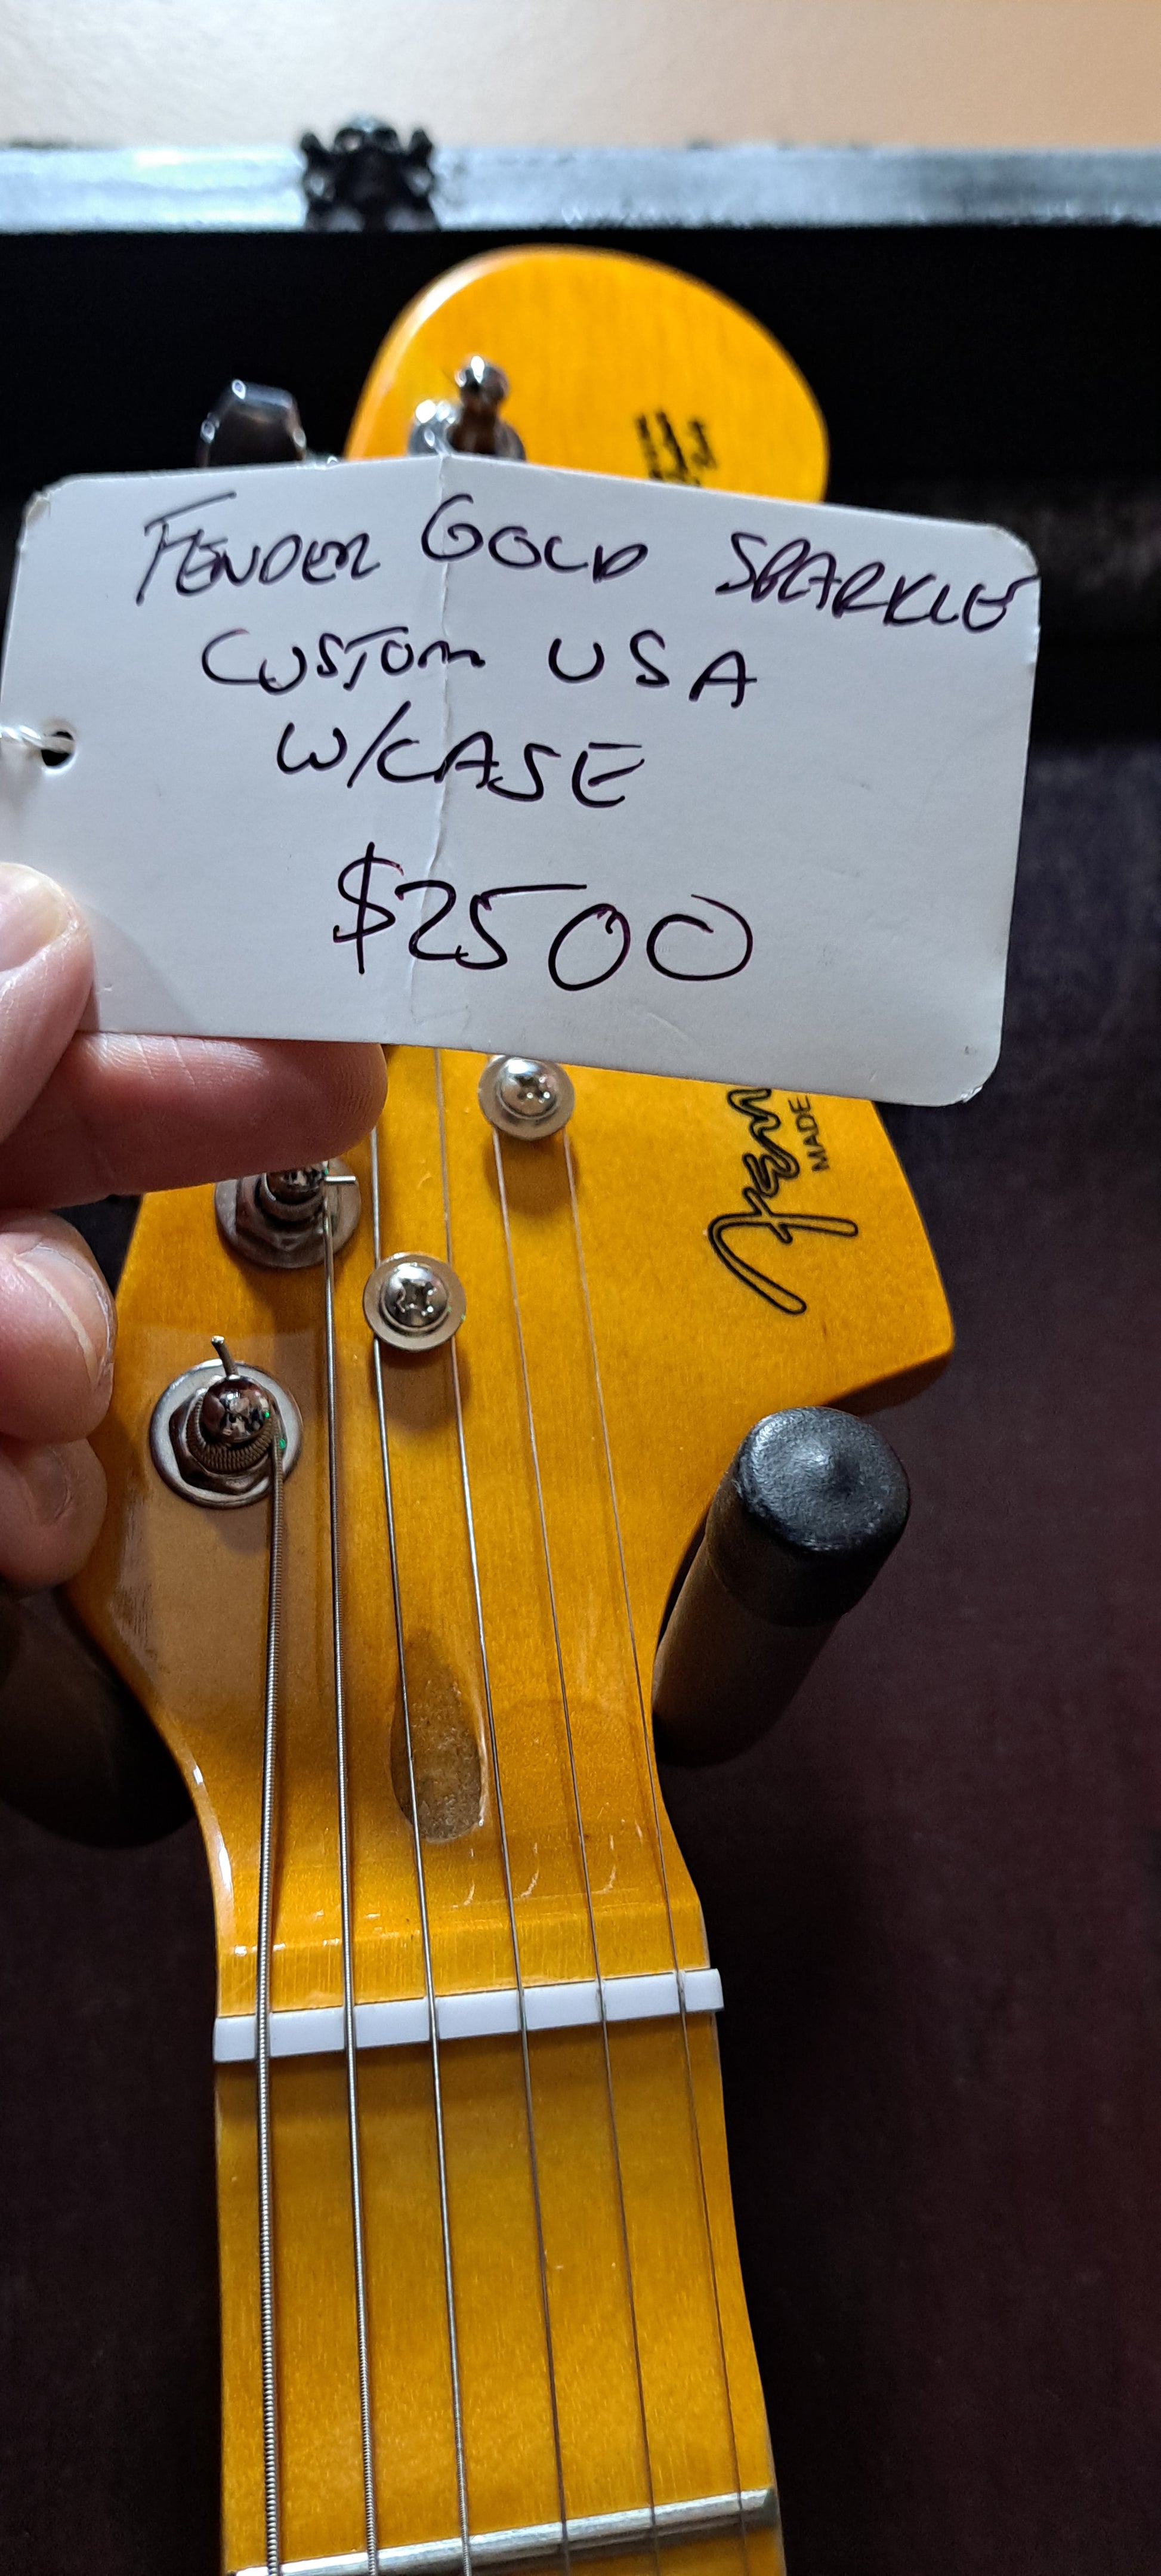 FENDER GOLD SPARKLE
CUSTOM USA
W/CASE
$2500
MADE